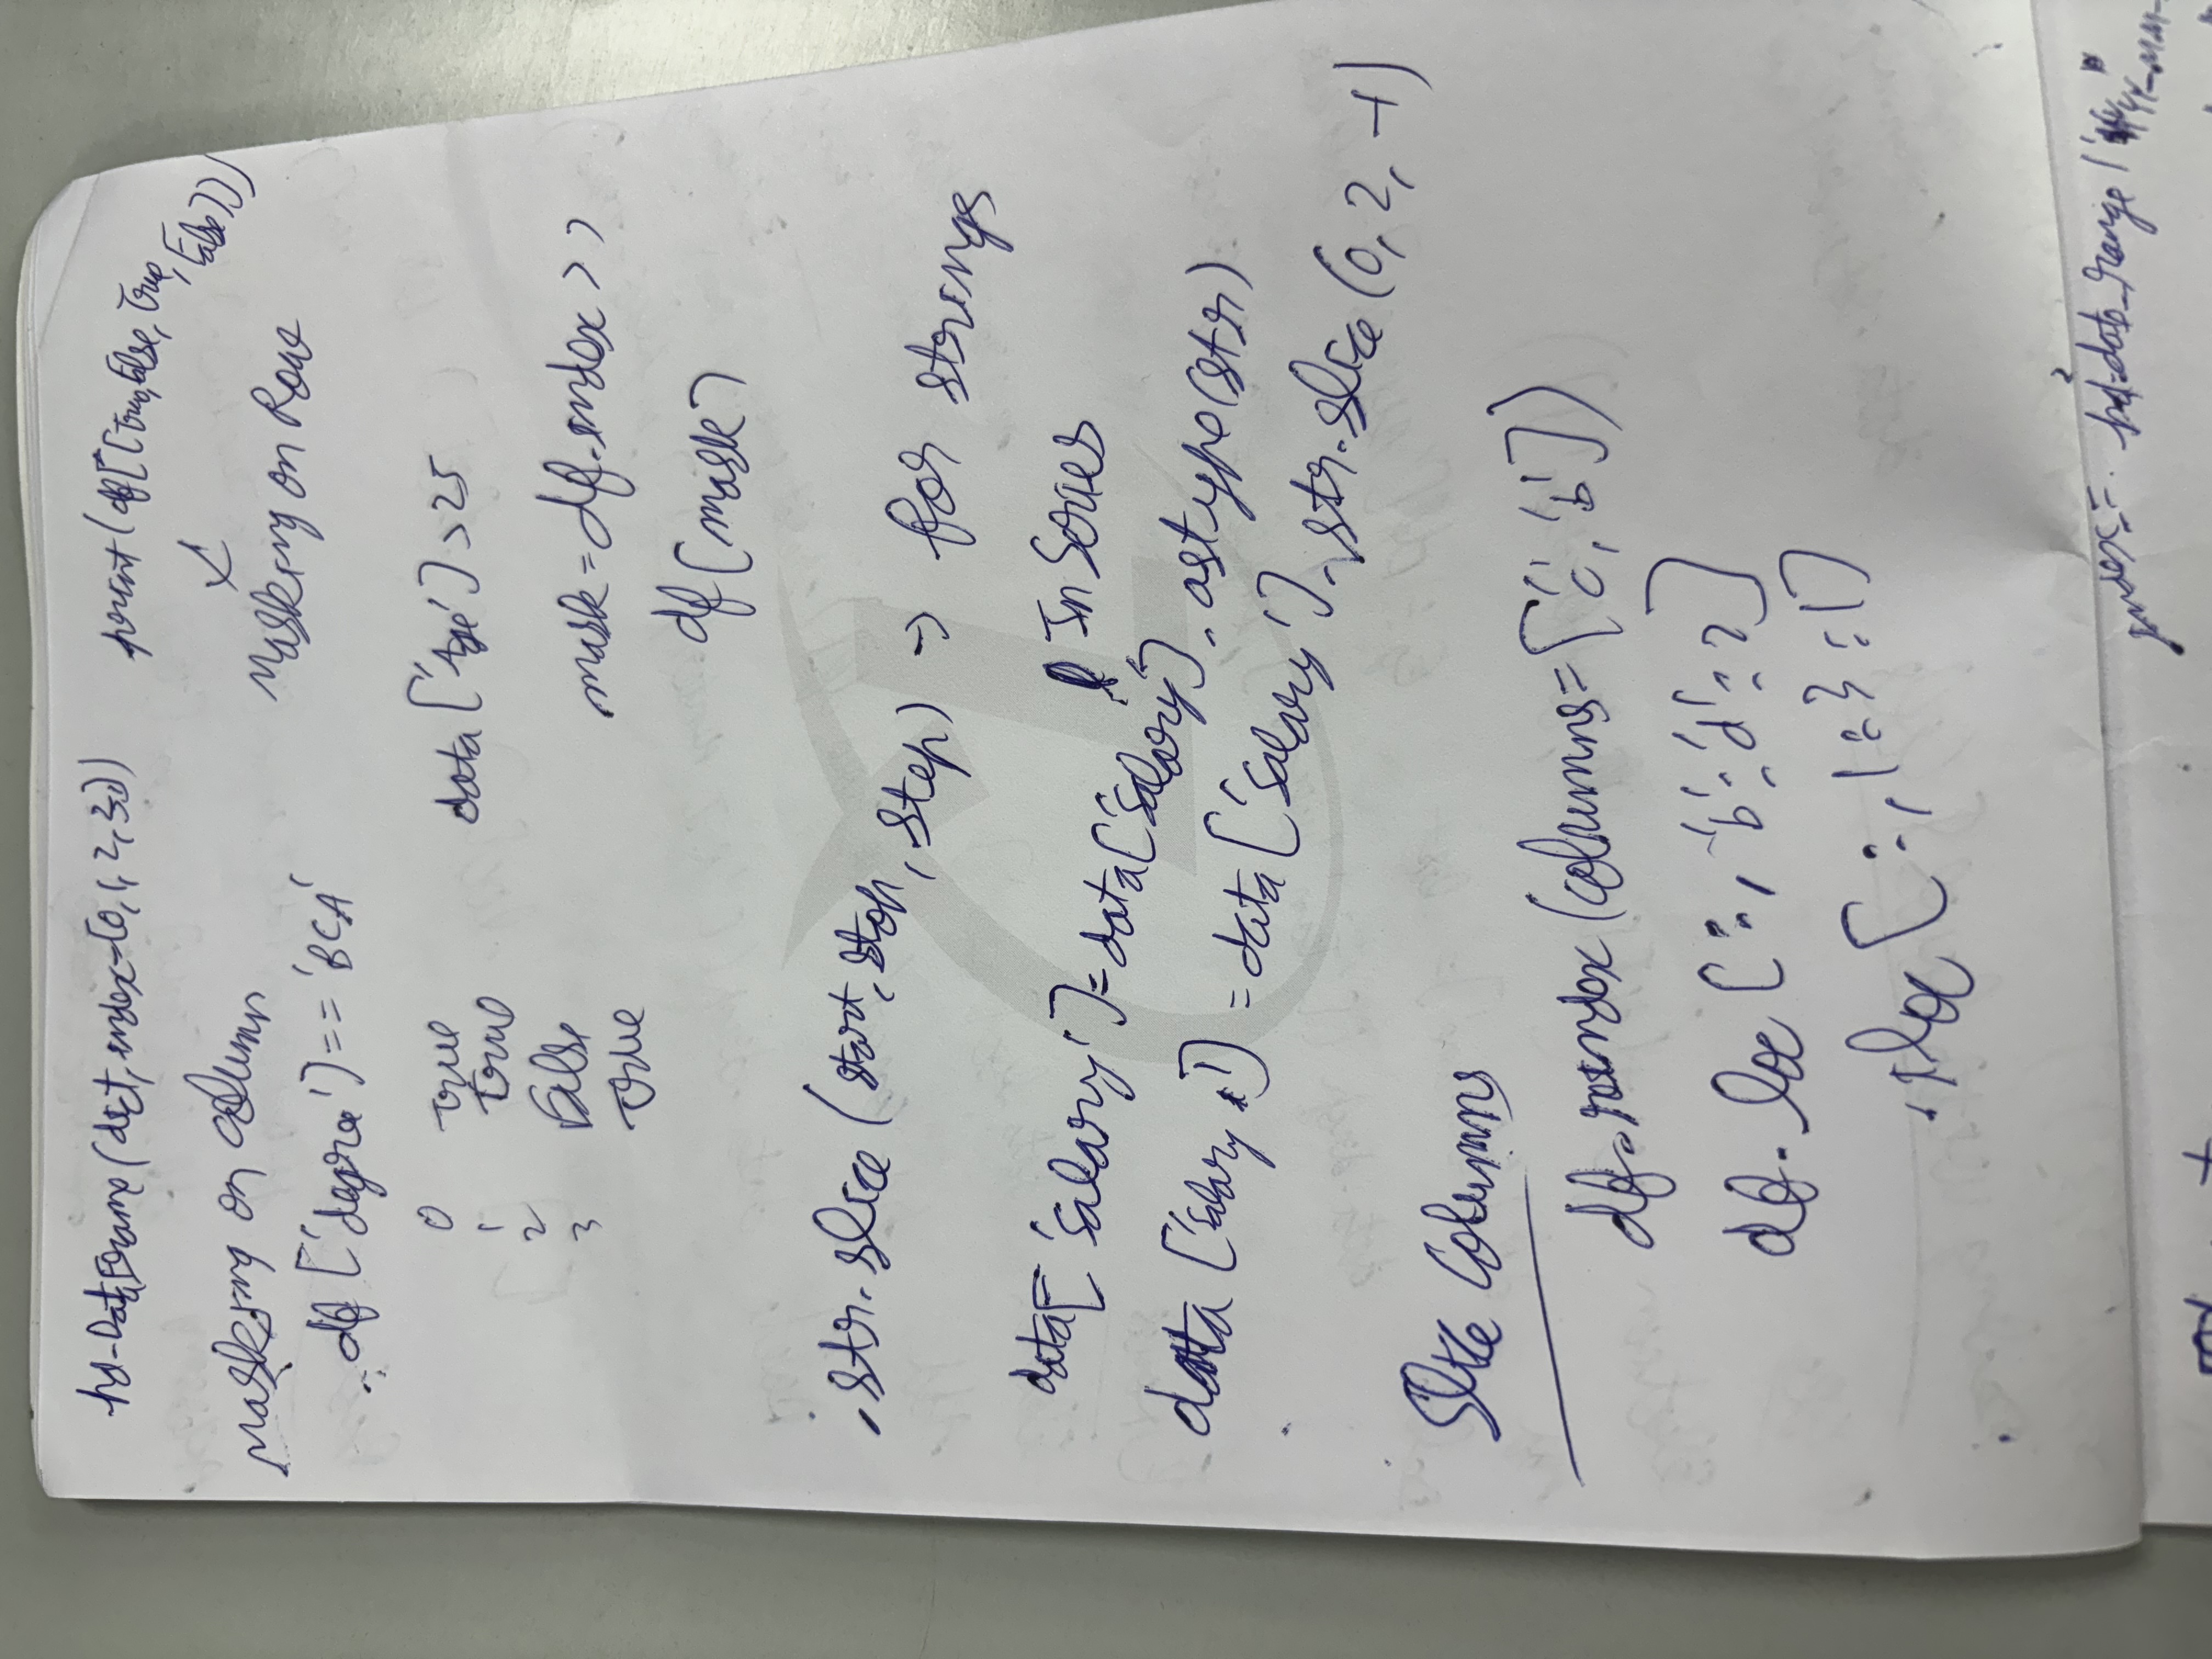 pd.DataFrame(dict, index=[0, 1, 2, 3])
print(df[[True, False, True, False]])
Masking on Row
Masking on column
df ['degree'] == 'BCA'
0 True
1 True
2 False
3 True
data ['Age'] > 25
mask = df.index >
df [mask]
.str.slice (start, stop, step) → for strings
In Series
data['Salary'] = data['Salary'].astype(str)
data ['Salary'] = data ['Salary'].str.slice (0, 2, -1)
Slice Columns
df.reindex (columns = ['c', 'b'])
df.loc [:, 'b':'d':2]
.iloc [:, 1:3:1]
index = pd.date_range